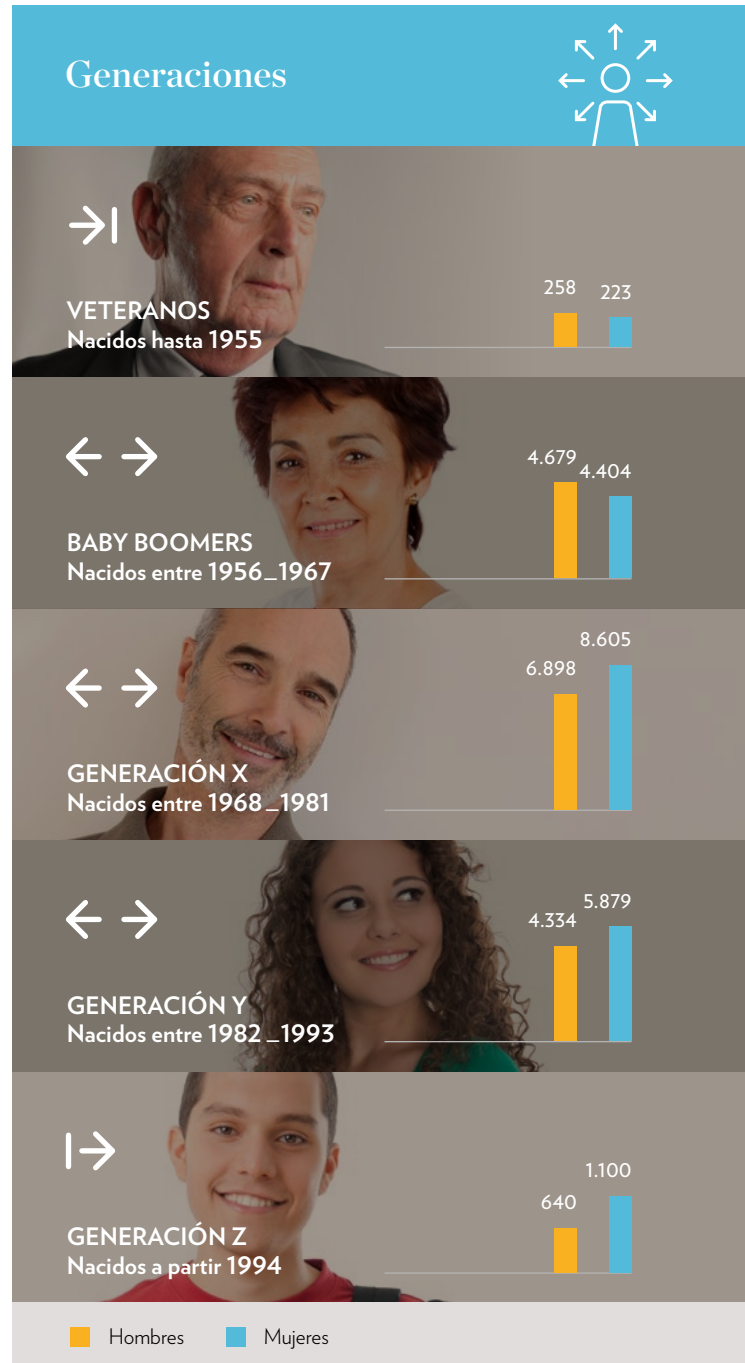 Generaciones
VETERANOS
Nacidos hasta 1955
258
223
BABY BOOMERS
Nacidos entre 1956_1967
4.679
4.404
GENERACIÓN X
Nacidos entre 1968_1981
6.898
8.605
GENERACIÓN Y
Nacidos entre 1982_1993
4.334
5.879
GENERACIÓN Z
Nacidos a partir 1994
640
1.100
Hombres
Mujeres